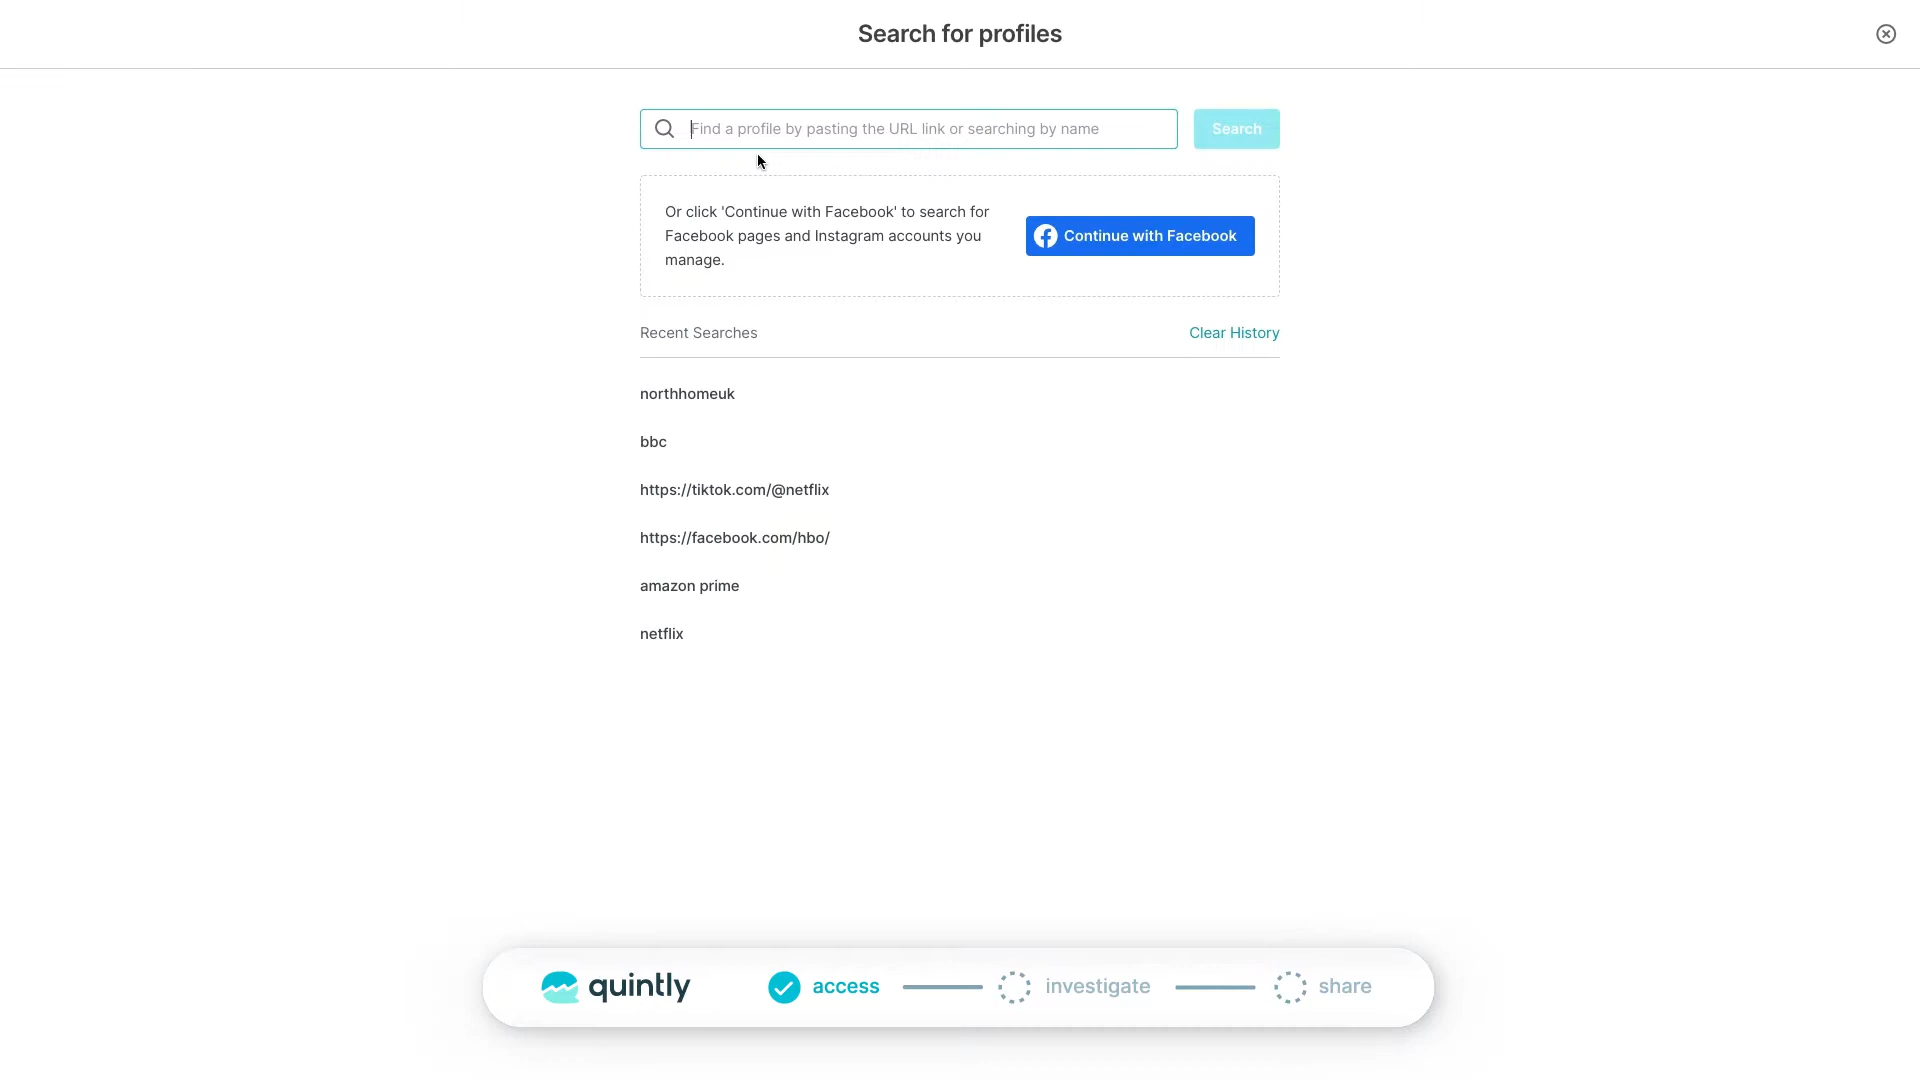 Search for profiles
Find a profile by pasting the URL link or searching by name
Search
Or click 'Continue with Facebook' to search for
Facebook pages and Instagram accounts you
manage.
Continue with Facebook
Recent Searches
Clear History
northhomeuk
bbc
https://tiktok.com/@netflix
https://facebook.com/hbo/
amazon prime
netflix
quintly
access
investigate
share